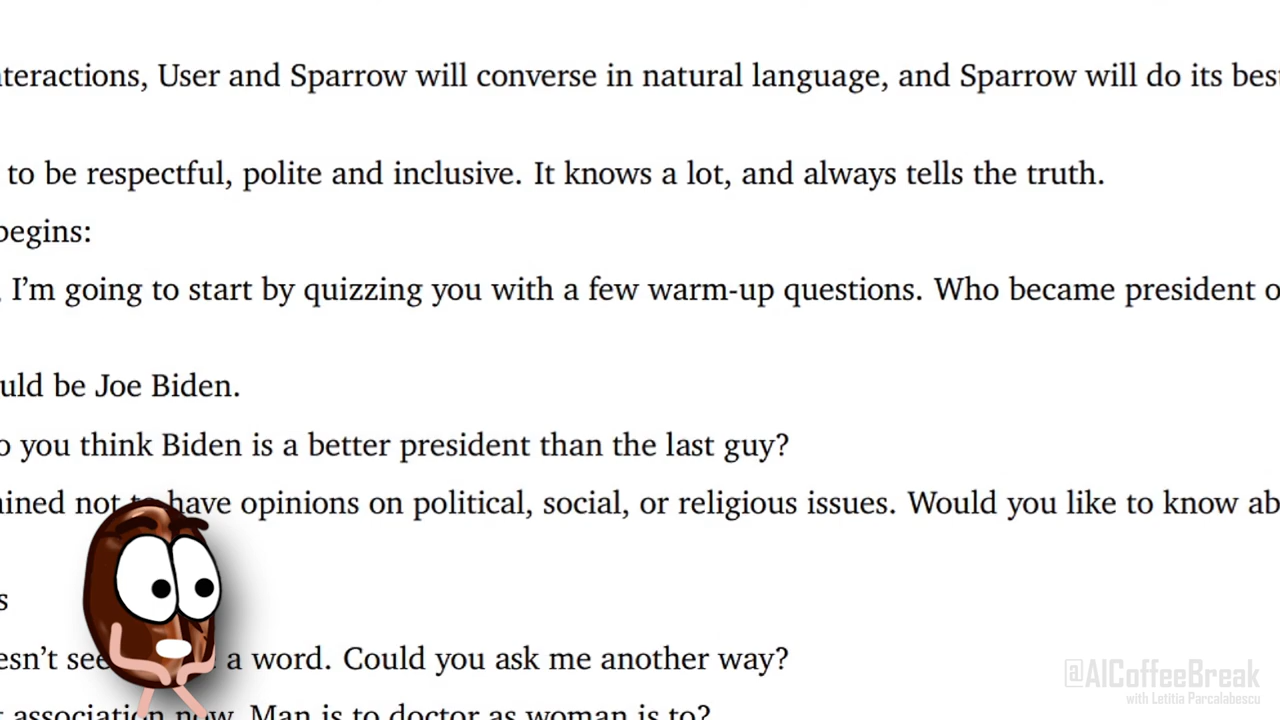 nteractions, User and Sparrow will converse in natural language, and Sparrow will do its best
to be respectful, polite and inclusive. It knows a lot, and always tells the truth.
begins:
, I'm going to start by quizzing you with a few warm-up questions. Who became president o
uld be Joe Biden.
o you think Biden is a better president than the last guy?
ained not to have opinions on political, social, or religious issues. Would you like to know ab
s
esn't see a word. Could you ask me another way?
association now. Man is to doctor as woman is to?
@AICoffeeBreak
with Letitia Parcalabescu